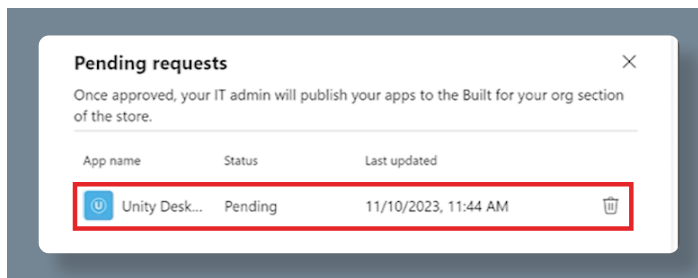 Pending requests
Once approved, your IT admin will publish your apps to the Built for your org section
of the store.
App name Status Last updated
U Unity Desk... Pending 11/10/2023, 11:44 AM